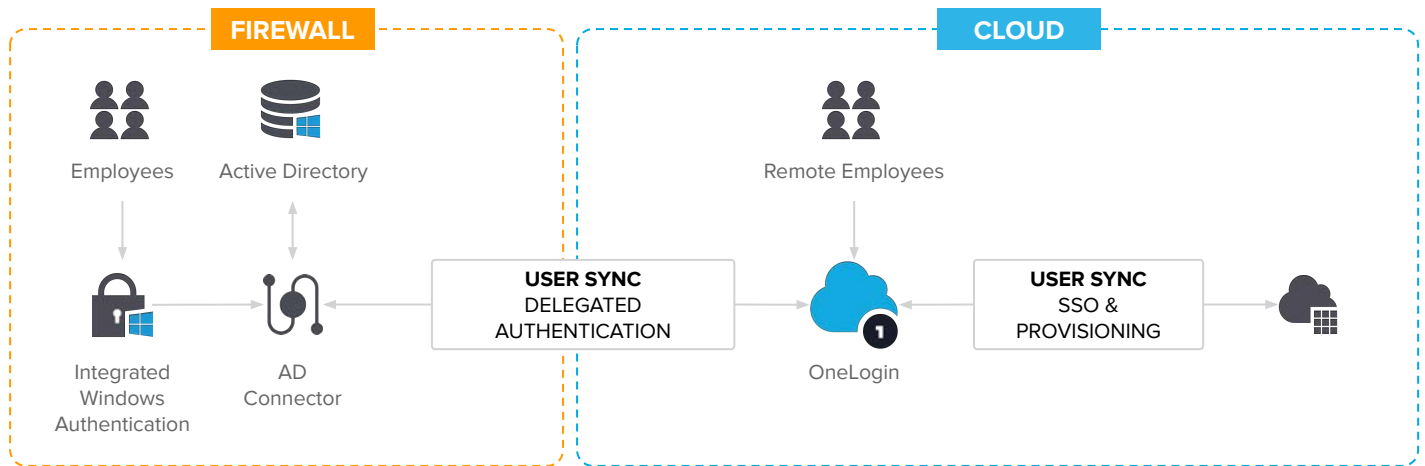 FIREWALL
CLOUD
Employees
Active Directory
Remote Employees
USER SYNC
DELEGATED
AUTHENTICATION
USER SYNC
SSO &
PROVISIONING
1
Integrated
Windows
Authentication
AD
Connector
OneLogin